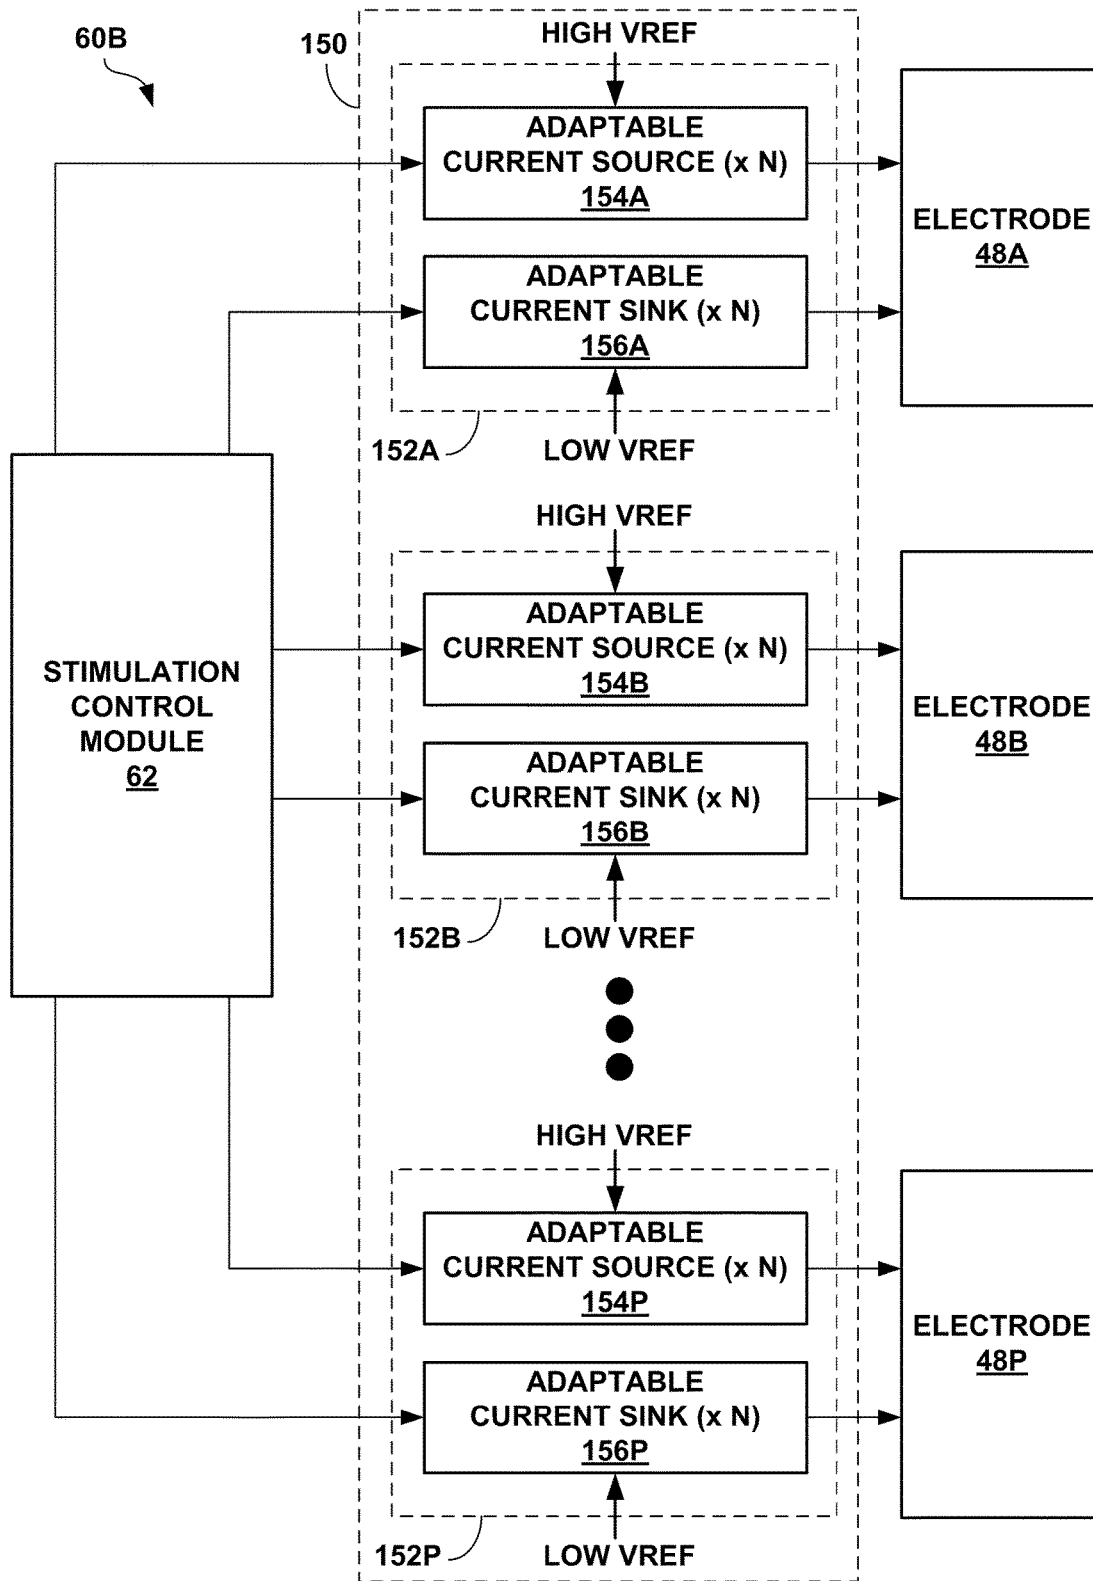 60B
150
HIGH VREF
ADAPTABLE
CURRENT SOURCE (x N)
154A
ADAPTABLE
CURRENT SINK (x N)
156A
152A
LOW VREF
ELECTRODE
48A
HIGH VREF
ADAPTABLE
CURRENT SOURCE (x N)
154B
ADAPTABLE
CURRENT SINK (x N)
156B
152B
LOW VREF
ELECTRODE
48B
STIMULATION
CONTROL
MODULE
62
HIGH VREF
ADAPTABLE
CURRENT SOURCE (x N)
154P
ADAPTABLE
CURRENT SINK (x N)
156P
152P
LOW VREF
ELECTRODE
48P